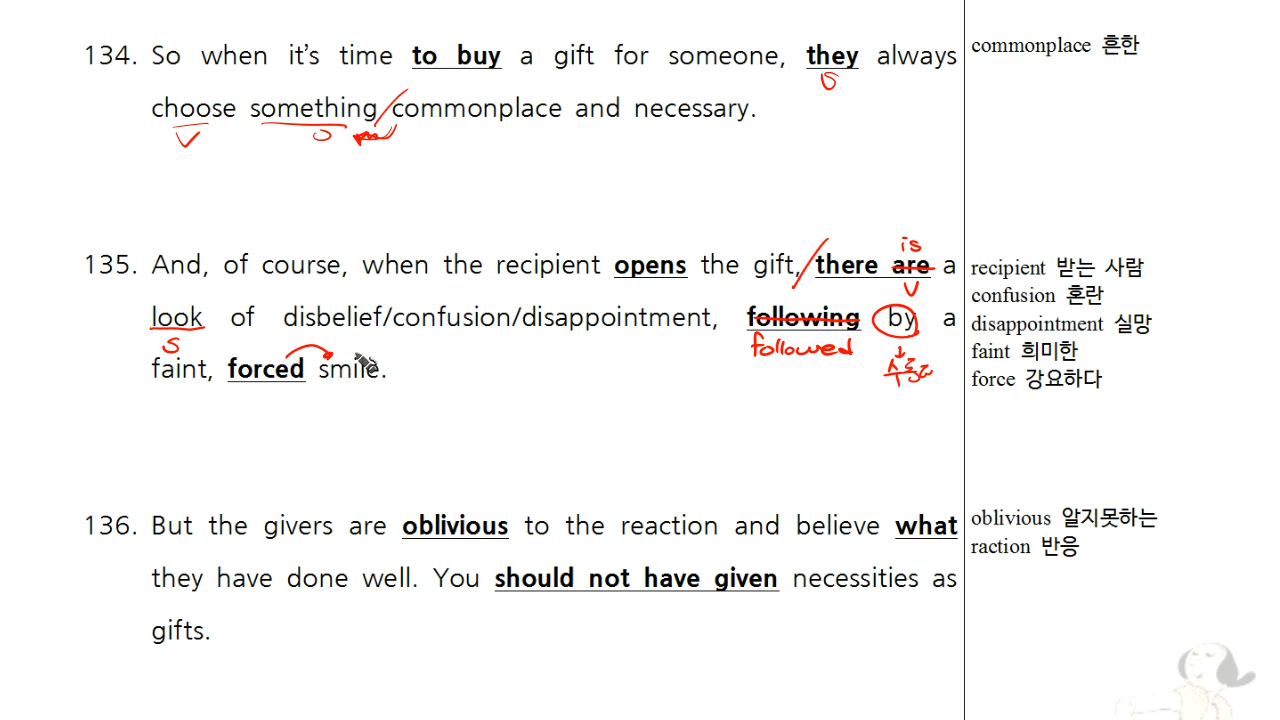 134. So when it's time to buy a gift for someone, they always
S
choose something commonplace and necessary.
V
commonplace 흔한
is
135. And, of course, when the recipient opens the gift, there are a
V
look of disbelief/confusion/disappointment, following by a
S
followed
faint, forced smile.
수동
recipient 받는 사람
confusion 혼란
disappointment 실망
faint 희미한
force 강요하다
136. But the givers are oblivious to the reaction and believe what
they have done well. You should not have given necessities as
gifts.
oblivious 알지못하는
raction 반응